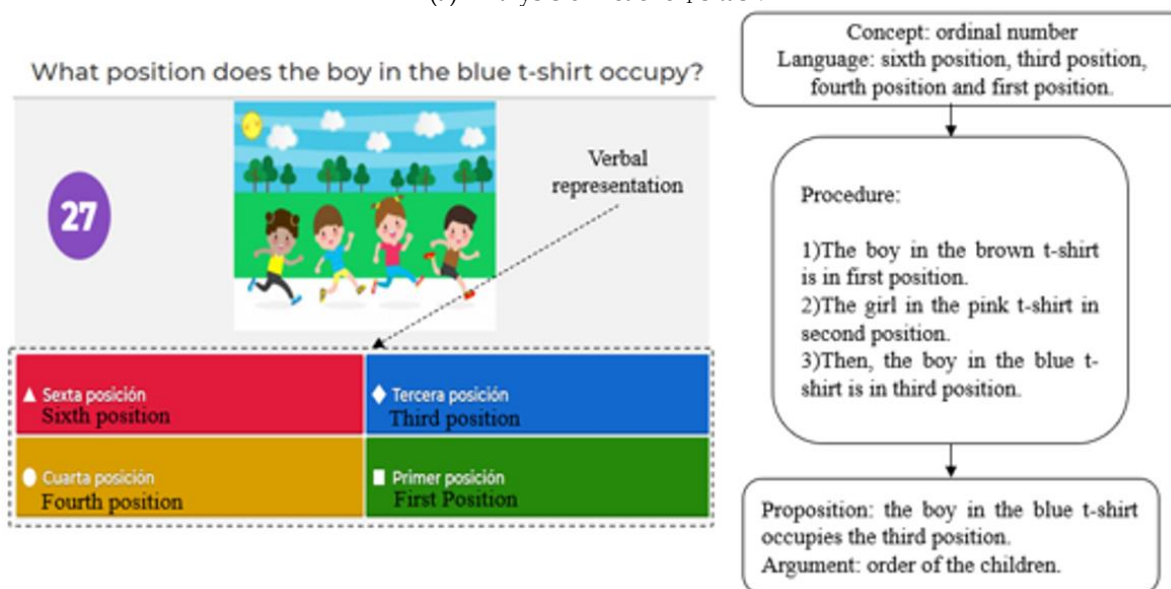 What position does the boy in the blue t-shirt occupy?
27
Verbal
representation
Sexta posición
Sixth position
Tercera posición
Third position
Cuarta posición
Fourth position
Primer posición
First Position
Concept: ordinal number
Language: sixth position, third position,
fourth position and first position.
Procedure:
1)The boy in the brown t-shirt
is in first position.
2)The girl in the pink t-shirt in
second position.
3)Then, the boy in the blue t-
shirt is in third position.
Proposition: the boy in the blue t-shirt
occupies the third position.
Argument: order of the children.